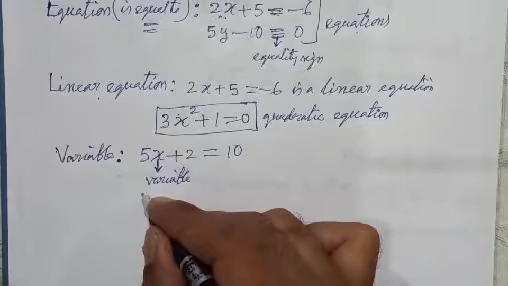 Equation (is equal to): 2x+5 = -6
= 5y-10 = 0 ] equations
equality sign
Linear equation: 2x+5 =-6 is a linear equation
3x²+1=0 quadratic equation
Variable: 5x+2 = 10
variable